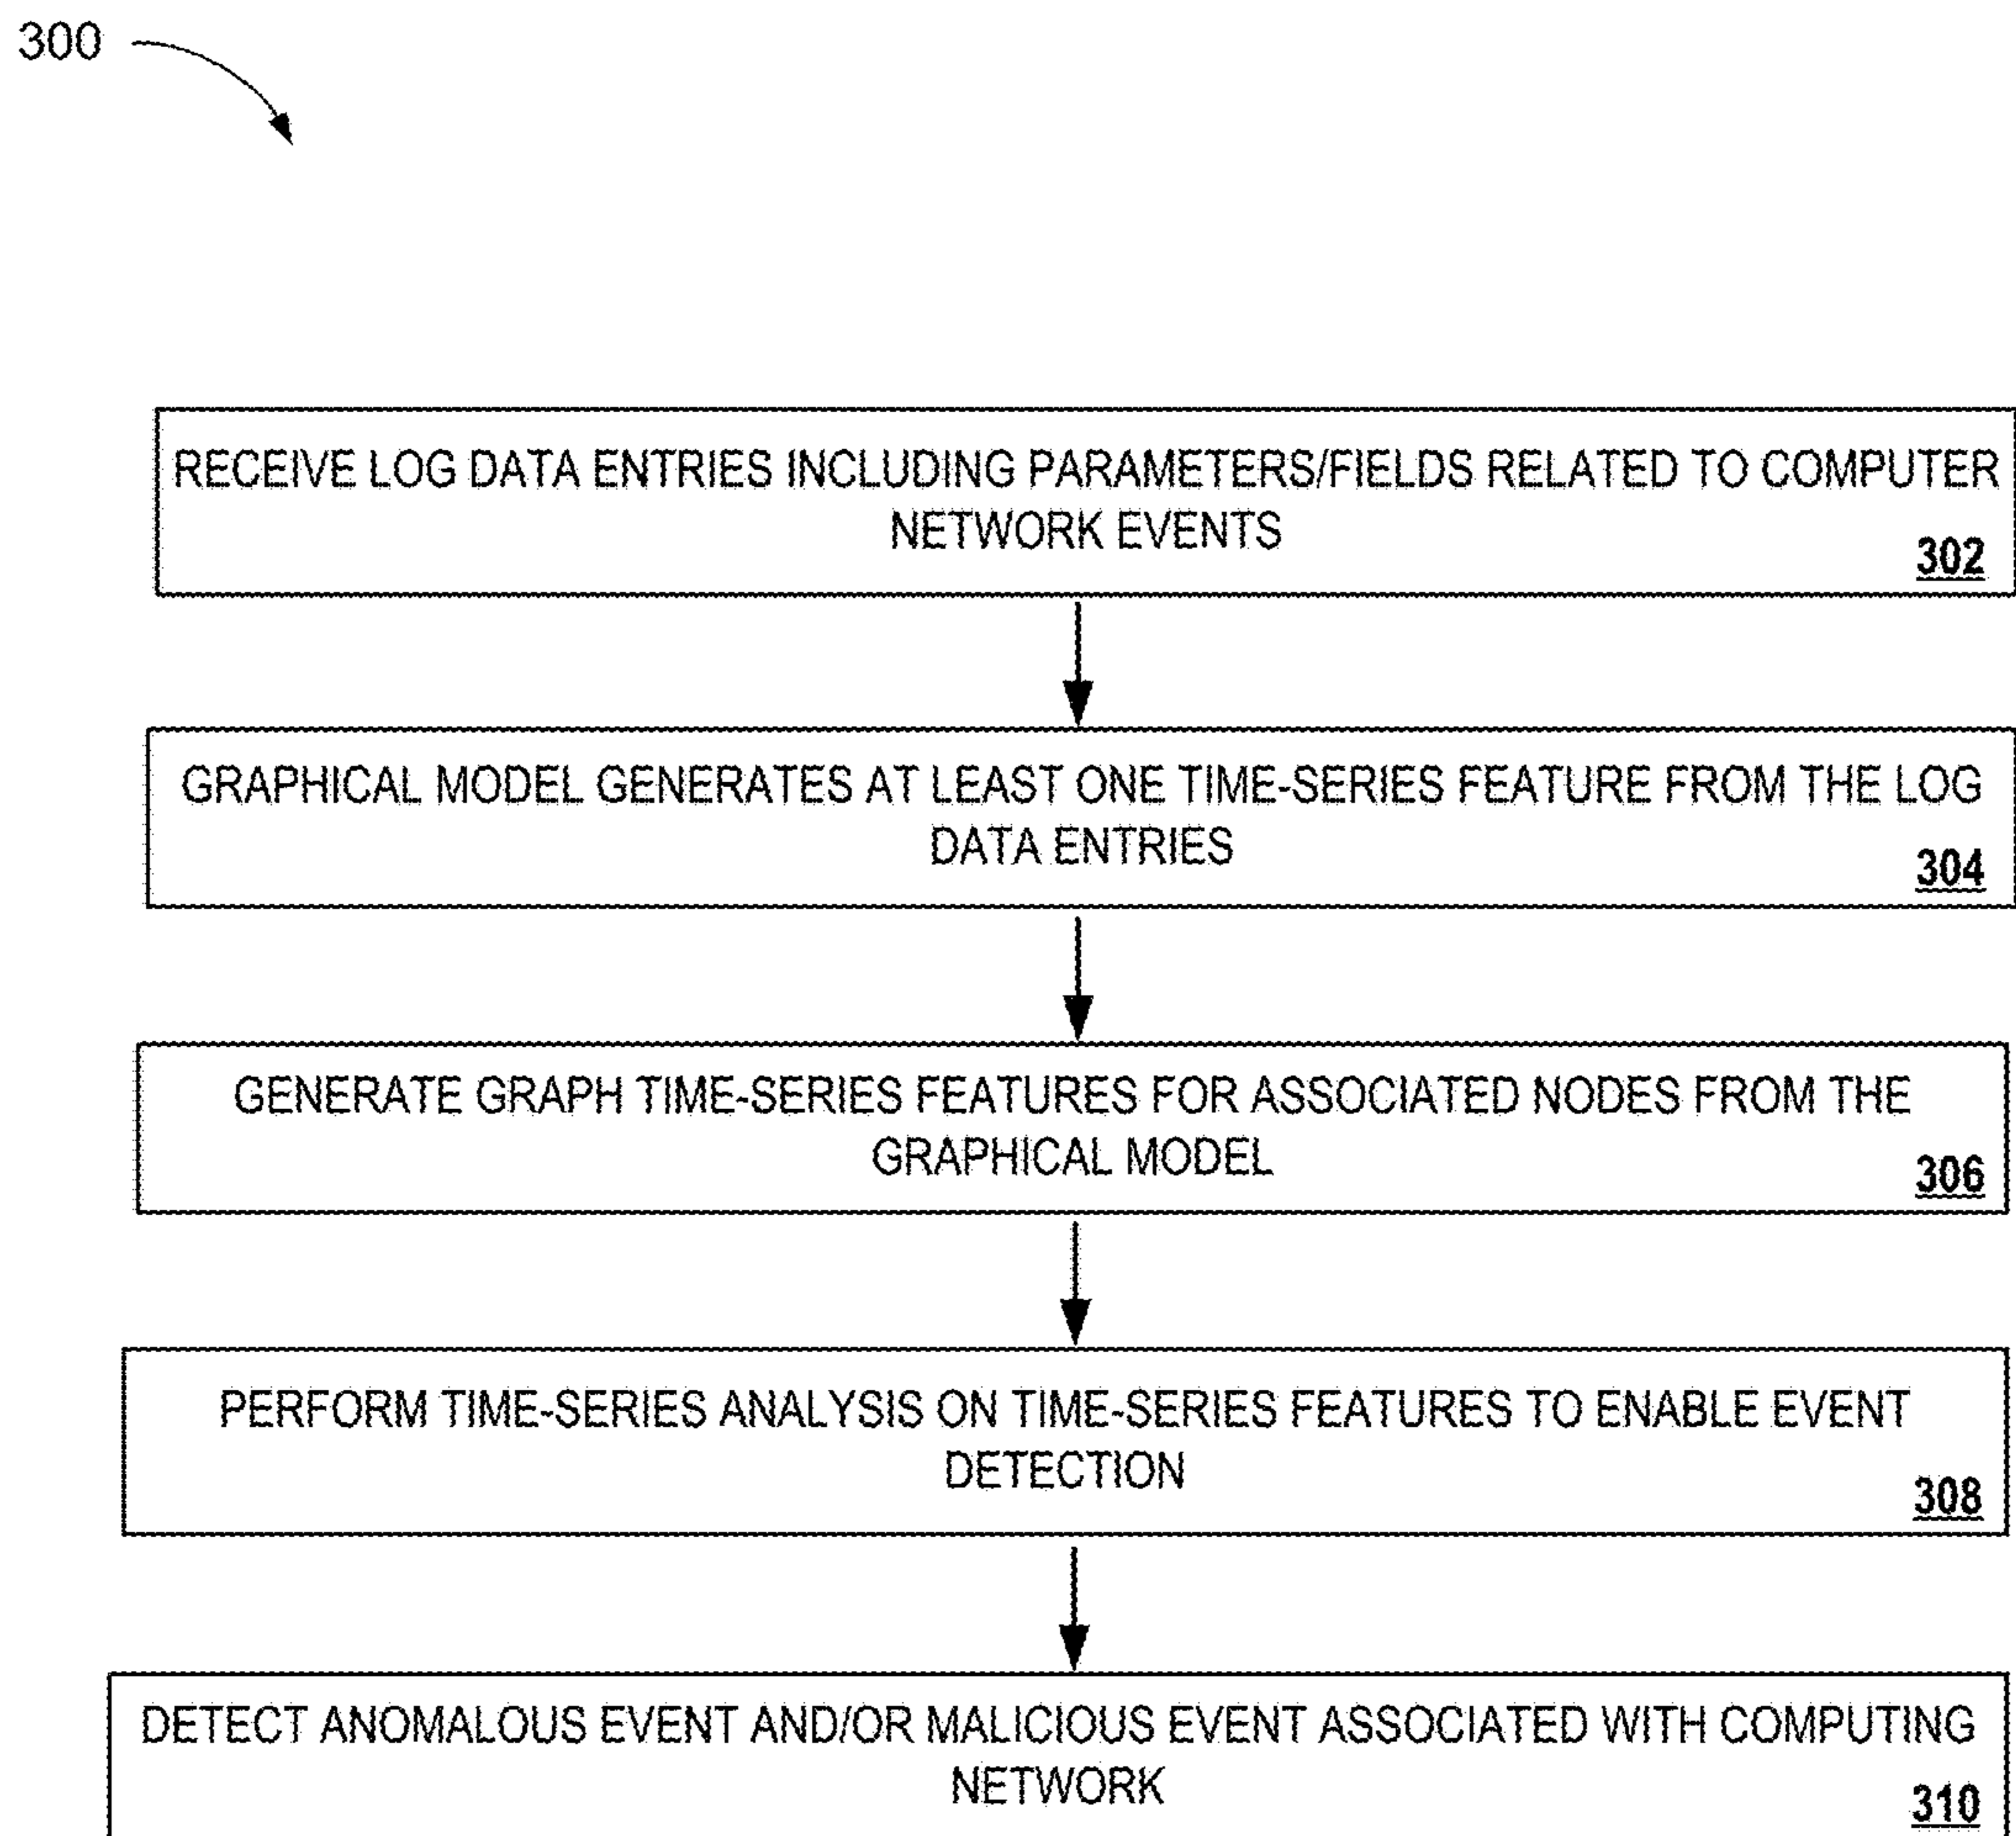 300
RECEIVE LOG DATA ENTRIES INCLUDING PARAMETERS/FIELDS RELATED TO COMPUTER
NETWORK EVENTS
302
GRAPHICAL MODEL GENERATES AT LEAST ONE TIME-SERIES FEATURE FROM THE LOG
DATA ENTRIES
304
GENERATE GRAPH TIME-SERIES FEATURES FOR ASSOCIATED NODES FROM THE
GRAPHICAL MODEL
306
PERFORM TIME-SERIES ANALYSIS ON TIME-SERIES FEATURES TO ENABLE EVENT
DETECTION
308
DETECT ANOMALOUS EVENT AND/OR MALICIOUS EVENT ASSOCIATED WITH COMPUTING
NETWORK
310